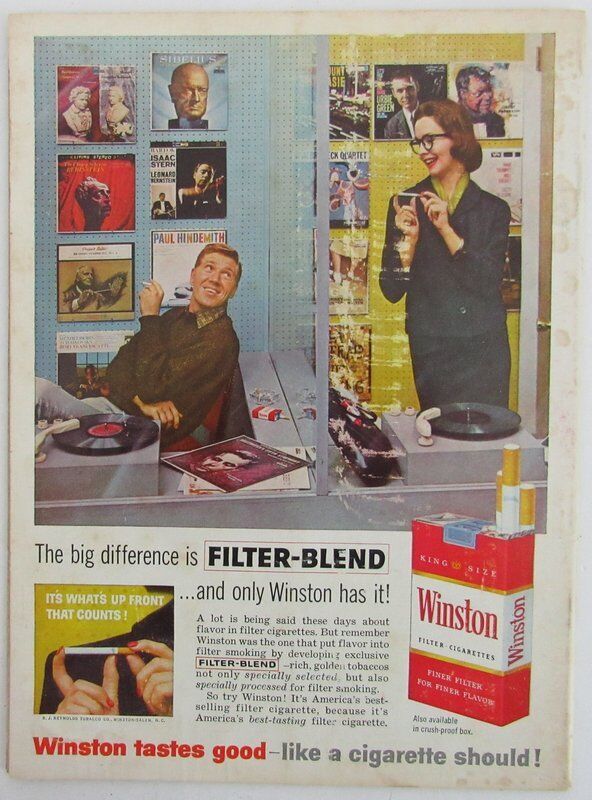 SIBELIUS
LIVING STEREO
BARTOK
ISAAC
STERN
LEONARD
BERNSTEIN
PAUL HINDEMITH
URBIE
GREEN
QUARTET
The big difference is FILTER-BLEND
...and only Winston has it!
IT'S WHAT'S UP FRONT
THAT COUNTS!
R. J. REYNOLDS TOBACCO CO., WINSTON-SALEM, N.C.
A lot is being said these days about
flavor in filter cigarettes. But remember
Winston was the one that put flavor into
filter smoking by developing exclusive
FILTER-BLEND —rich, golden tobaccos
not only specially selected, but also
specially processed for filter smoking.
So try Winston! It's America's best-
selling filter cigarette, because it's
America's best-tasting filter cigarette.
KING SIZE
Winston
FILTER CIGARETTES
FINER FILTER
FOR FINER FLAVOR
Winston
Also available
in crush-proof box.
Winston tastes good—like a cigarette should!